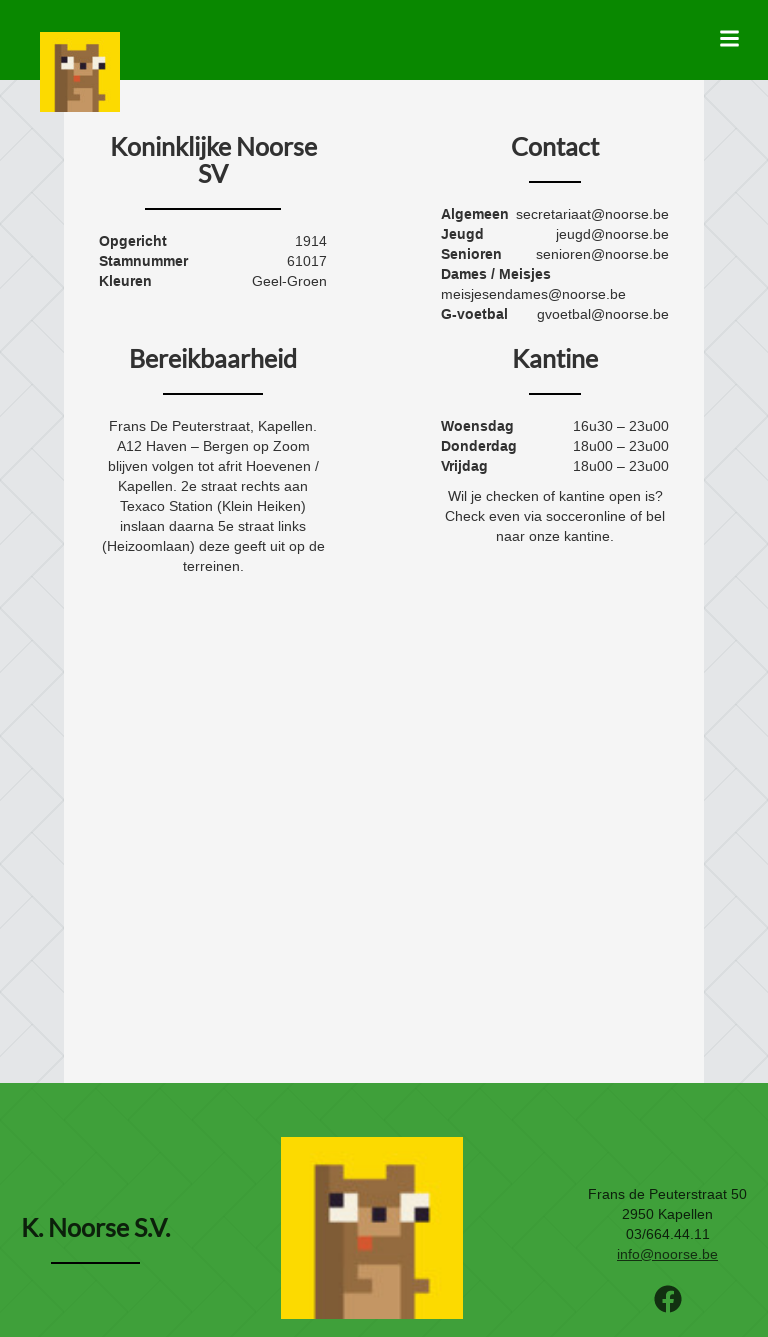 Koninklijke Noorse
SV
Opgericht 1914
Stamnummer 61017
Kleuren Geel-Groen
Contact
Algemeen secretariaat@noorse.be
Jeugd jeugd@noorse.be
Senioren senioren@noorse.be
Dames / Meisjes
meisjesendames@noorse.be
G-voetbal gvoetbal@noorse.be
Bereikbaarheid
Frans De Peuterstraat, Kapellen.
A12 Haven – Bergen op Zoom
blijven volgen tot afrit Hoevenen /
Kapellen. 2e straat rechts aan
Texaco Station (Klein Heiken)
inslaan daarna 5e straat links
(Heizoomlaan) deze geeft uit op de
terreinen.
Kantine
Woensdag 16u30 – 23u00
Donderdag 18u00 – 23u00
Vrijdag 18u00 – 23u00
Wil je checken of kantine open is?
Check even via socceronline of bel
naar onze kantine.
K. Noorse S.V.
Frans de Peuterstraat 50
2950 Kapellen
03/664.44.11
info@noorse.be